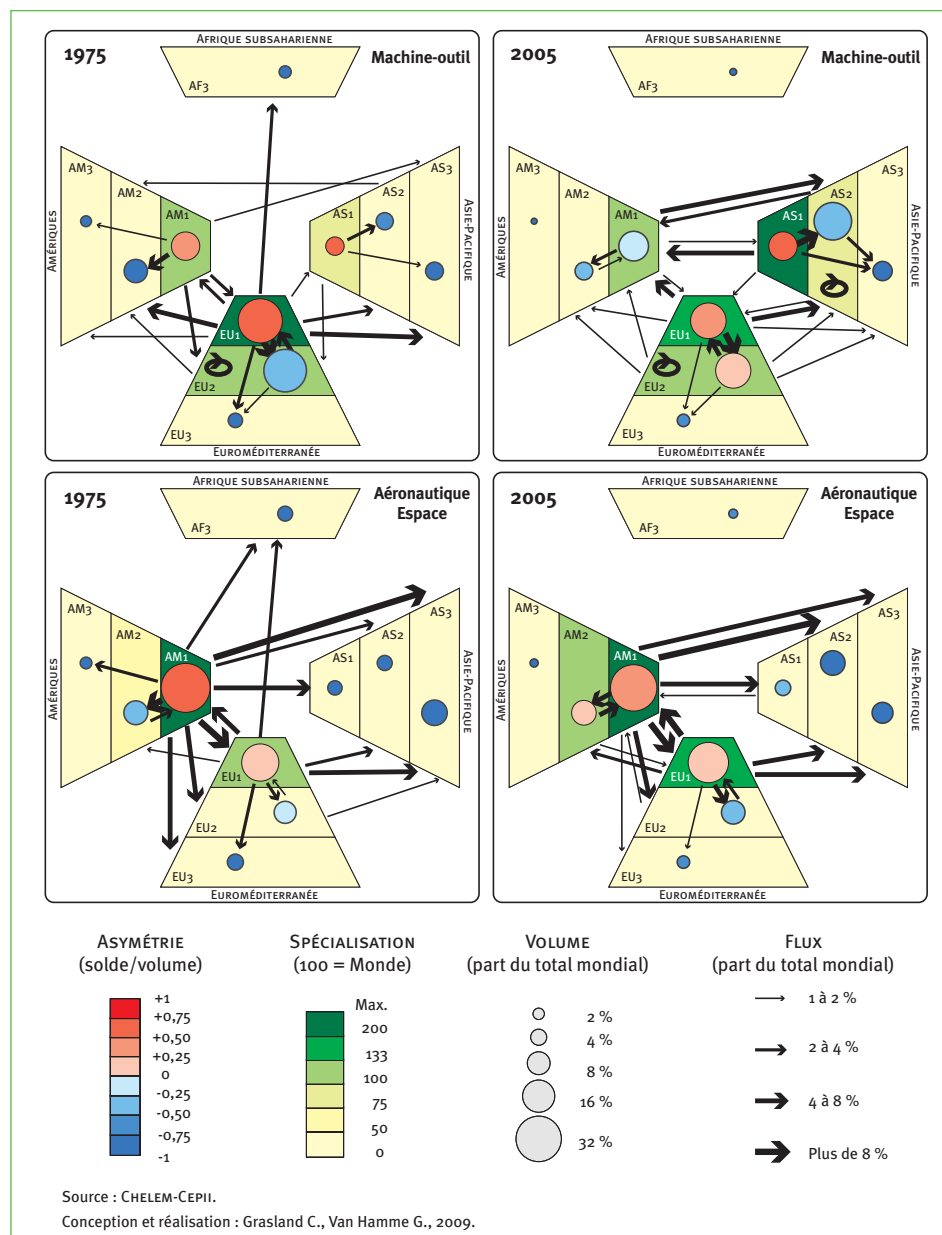 1975
Machine-outil
Afrique subsaharienne
AF3
Amériques
AM3
AM2
AM1
AS1
AS2
AS3
Asie-Pacifique
EU1
EU2
EU3
Euroméditerranée
2005
Machine-outil
Afrique subsaharienne
AF3
Amériques
AM3
AM2
AM1
AS1
AS2
AS3
Asie-Pacifique
EU1
EU2
EU3
Euroméditerranée
1975
Aéronautique
Espace
Afrique subsaharienne
AF3
Amériques
AM3
AM2
AM1
AS1
AS2
AS3
Asie-Pacifique
EU1
EU2
EU3
Euroméditerranée
2005
Aéronautique
Espace
Afrique subsaharienne
AF3
Amériques
AM3
AM2
AM1
AS1
AS2
AS3
Asie-Pacifique
EU1
EU2
EU3
Euroméditerranée
Asymétrie
(solde/volume)
+1
+0,75
+0,50
+0,25
0
-0,25
-0,50
-0,75
-1
Spécialisation
(100 = Monde)
Max.
200
133
100
75
50
0
Volume
(part du total mondial)
2 %
4 %
8 %
16 %
32 %
Flux
(part du total mondial)
1 à 2 %
2 à 4 %
4 à 8 %
Plus de 8 %
Source : Chelem-Cepii.
Conception et réalisation : Grasland C., Van Hamme G., 2009.